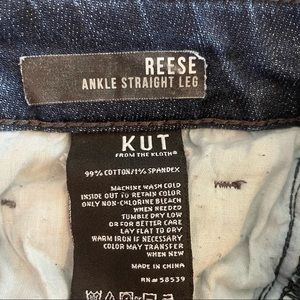 REESE
ANKLE STRAIGHT LEG
KUT
FROM THE KLOTH®
99% COTTON/1% SPANDEX
MACHINE WASH COLD
INSIDE OUT TO RETAIN COLOR
ONLY NON-CHLORINE BLEACH
WHEN NEEDED
TUMBLE DRY LOW
OR FOR BETTER CARE
LAY FLAT TO DRY
WARM IRON IF NECESSARY
COLOR MAY TRANSFER
WHEN NEW
MADE IN CHINA
RN# 58539